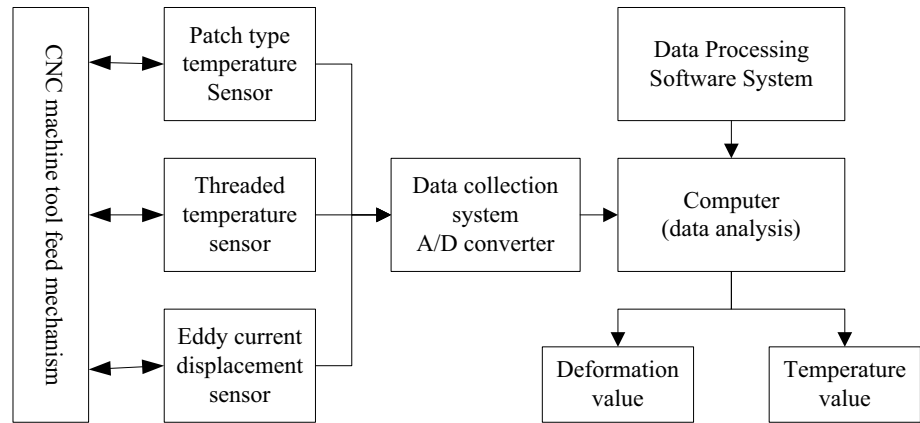 CNC machine tool feed mechanism
Patch type
temperature
Sensor
Threaded
temperature
sensor
Eddy current
displacement
sensor
Data collection
system
A/D converter
Data Processing
Software System
Computer
(data analysis)
Deformation
value
Temperature
value